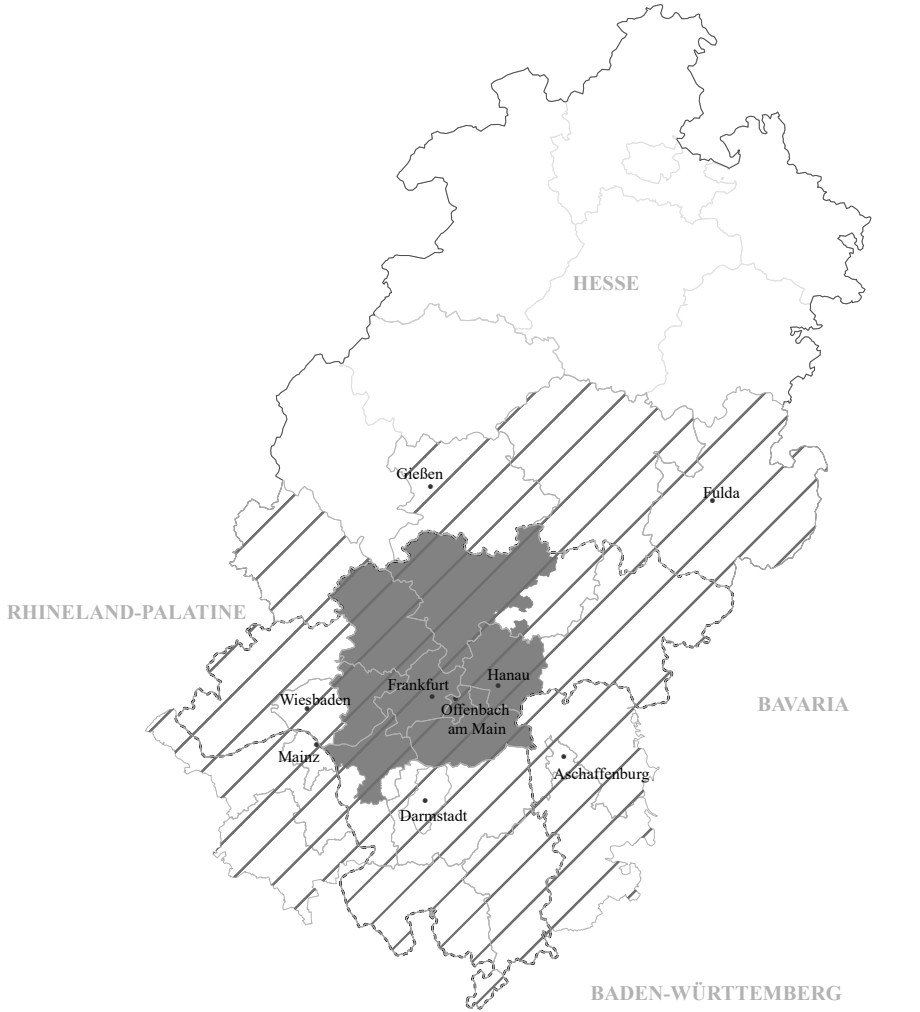 HESSE
Gießen
Fulda
RHINELAND-PALATINE
Hanau
Frankfurt
Wiesbaden
Offenbach
am Main
BAVARIA
Mainz
Aschaffenburg
Darmstadt
BADEN-WÜRTTEMBERG